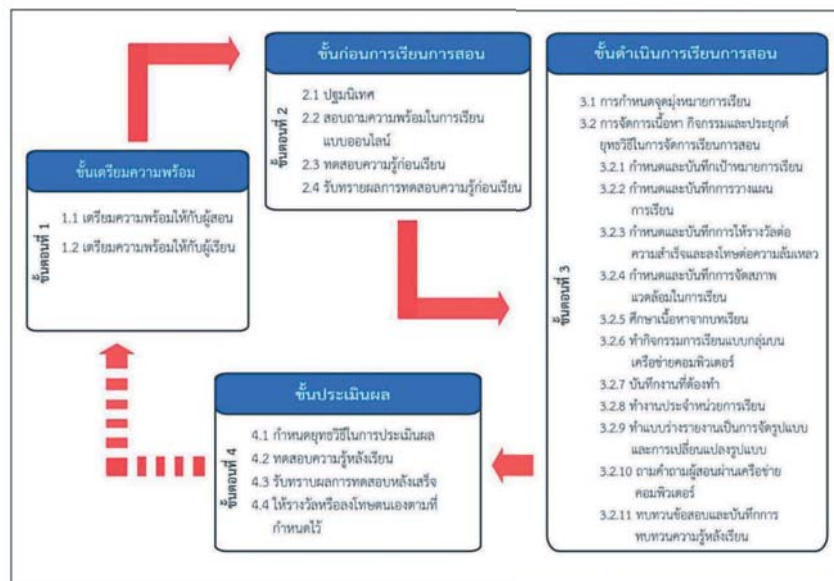 ขั้นเตรียมความพร้อม
ขั้นตอนที่ 1
1.1 เตรียมความพร้อมให้กับผู้สอน
1.2 เตรียมความพร้อมให้กับผู้เรียน
ขั้นก่อนการเรียนการสอน
ขั้นตอนที่ 2
2.1 ปฐมนิเทศ
2.2 สอบถามความพร้อมในการเรียน
แบบออนไลน์
2.3 ทดสอบความรู้ก่อนเรียน
2.4 รับทรายผลการทดสอบความรู้ก่อนเรียน
ขั้นดำเนินการเรียนการสอน
ขั้นตอนที่ 3
3.1 การกำหนดจุดมุ่งหมายการเรียน
3.2 การจัดการเนื้อหา กิจกรรมและประยุกต์
ยุทธวิธีในการจัดการเรียนการสอน
3.2.1 กำหนดและบันทึกเป้าหมายการเรียน
3.2.2 กำหนดและบันทึกการวางแผน
การเรียน
3.2.3 กำหนดและบันทึกการให้รางวัลต่อ
ความสำเร็จและลงโทษต่อความล้มเหลว
3.2.4 กำหนดและบันทึกการจัดสภาพ
แวดล้อมในการเรียน
3.2.5 ศึกษาเนื้อหาจากบทเรียน
3.2.6 ทำกิจกรรมการเรียนแบบกลุ่มบน
เครือข่ายคอมพิวเตอร์
3.2.7 บันทึกงานที่ต้องทำ
3.2.8 ทำงานประจำหน่วยการเรียน
3.2.9 ทำแบบร่างรายงานเป็นการจัดรูปแบบ
และการเปลี่ยนแปลงรูปแบบ
3.2.10 ถามคำถามผู้สอนผ่านเครือข่าย
คอมพิวเตอร์
3.2.11 ทบทวนข้อสอบและบันทึกการ
ทบทวนความรู้หลังเรียน
ขั้นประเมินผล
ขั้นตอนที่ 4
4.1 กำหนดยุทธวิธีในการประเมินผล
4.2 ทดสอบความรู้หลังเรียน
4.3 รับทราบผลการทดสอบหลังเสร็จ
4.4 ให้รางวัลหรือลงโทษตนเองตามที่
กำหนดไว้